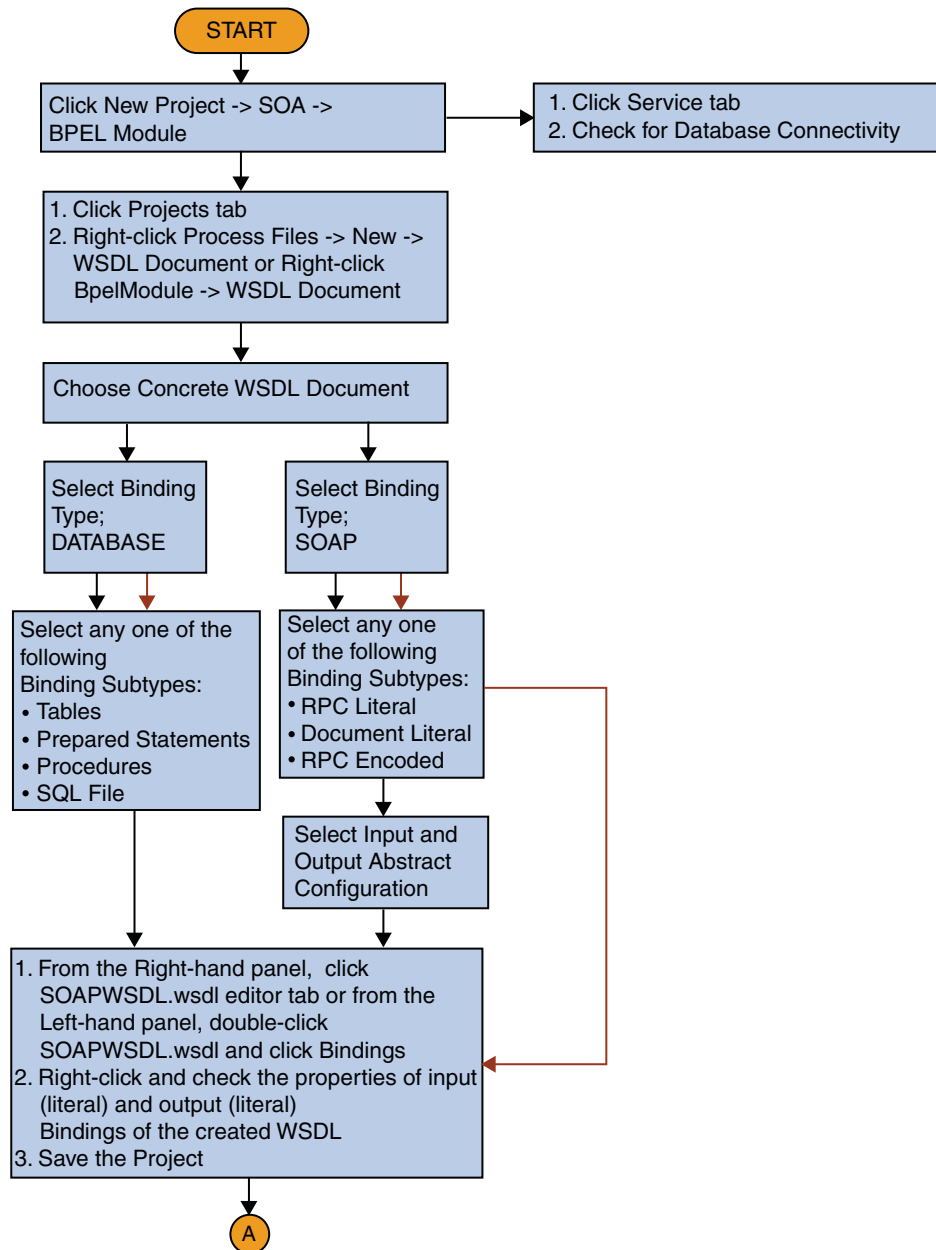 START
Click New Project -> SOA ->
BPEL Module
1. Click Service tab
2. Check for Database Connectivity
1. Click Projects tab
2. Right-click Process Files -> New ->
WSDL Document or Right-click
BpelModule -> WSDL Document
Choose Concrete WSDL Document
Select Binding
Type;
DATABASE
Select Binding
Type;
SOAP
Select any one of the
following
Binding Subtypes:
• Tables
• Prepared Statements
• Procedures
• SQL File
Select any one
of the following
Binding Subtypes:
• RPC Literal
• Document Literal
• RPC Encoded
Select Input and
Output Abstract
Configuration
1. From the Right-hand panel, click
SOAPWSDL.wsdl editor tab or from the
Left-hand panel, double-click
SOAPWSDL.wsdl and click Bindings
2. Right-click and check the properties of input
(literal) and output (literal)
Bindings of the created WSDL
3. Save the Project
A